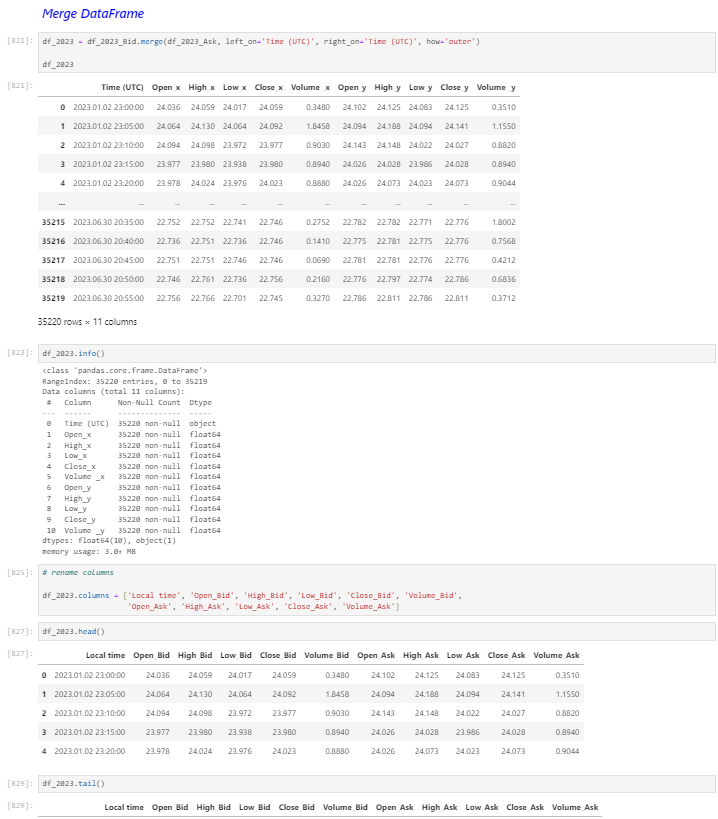 Merge DataFrame
[821]: df_2023 = df_2023_Bid.merge(df_2023_Ask, left_on='Time (UTC)', right_on='Time (UTC)', how='outer')
df_2023
[821]: Time (UTC) Open_x High_x Low_x Close_x Volume _x Open_y High_y Low_y Close_y Volume _y
0 2023.01.02 23:00:00 24.036 24.059 24.017 24.059 0.3480 24.102 24.125 24.083 24.125 0.3510
1 2023.01.02 23:05:00 24.064 24.130 24.064 24.092 1.8458 24.094 24.188 24.094 24.141 1.1550
2 2023.01.02 23:10:00 24.094 24.098 23.972 23.977 0.9030 24.143 24.148 24.022 24.027 0.8820
3 2023.01.02 23:15:00 23.977 23.980 23.938 23.980 0.8940 24.026 24.028 23.986 24.028 0.8940
4 2023.01.02 23:20:00 23.978 24.024 23.976 24.023 0.8880 24.026 24.073 24.023 24.073 0.9044
... ... ... ... ... ... ... ... ... ... ... ...
35215 2023.06.30 20:35:00 22.752 22.752 22.741 22.746 0.2752 22.782 22.782 22.771 22.776 1.8002
35216 2023.06.30 20:40:00 22.736 22.751 22.736 22.746 0.1410 22.775 22.781 22.775 22.776 0.7568
35217 2023.06.30 20:45:00 22.751 22.751 22.746 22.746 0.0690 22.781 22.781 22.776 22.776 0.4212
35218 2023.06.30 20:50:00 22.746 22.761 22.736 22.756 0.2160 22.776 22.797 22.774 22.786 0.6836
35219 2023.06.30 20:55:00 22.756 22.766 22.701 22.745 0.3270 22.786 22.811 22.786 22.811 0.3712
35220 rows × 11 columns
[823]: df_2023.info()
<class 'pandas.core.frame.DataFrame'>
RangeIndex: 35220 entries, 0 to 35219
Data columns (total 11 columns):
# Column Non-Null Count Dtype
--- ------ -------------- -----
0 Time (UTC) 35220 non-null object
1 Open_x 35220 non-null float64
2 High_x 35220 non-null float64
3 Low_x 35220 non-null float64
4 Close_x 35220 non-null float64
5 Volume _x 35220 non-null float64
6 Open_y 35220 non-null float64
7 High_y 35220 non-null float64
8 Low_y 35220 non-null float64
9 Close_y 35220 non-null float64
10 Volume _y 35220 non-null float64
dtypes: float64(10), object(1)
memory usage: 3.0+ MB
[825]: # rename columns
df_2023.columns = ['Local time', 'Open_Bid', 'High_Bid', 'Low_Bid', 'Close_Bid', 'Volume_Bid',
'Open_Ask', 'High_Ask', 'Low_Ask', 'Close_Ask', 'Volume_Ask']
[827]: df_2023.head()
[827]: Local time Open_Bid High_Bid Low_Bid Close_Bid Volume_Bid Open_Ask High_Ask Low_Ask Close_Ask Volume_Ask
0 2023.01.02 23:00:00 24.036 24.059 24.017 24.059 0.3480 24.102 24.125 24.083 24.125 0.3510
1 2023.01.02 23:05:00 24.064 24.130 24.064 24.092 1.8458 24.094 24.188 24.094 24.141 1.1550
2 2023.01.02 23:10:00 24.094 24.098 23.972 23.977 0.9030 24.143 24.148 24.022 24.027 0.8820
3 2023.01.02 23:15:00 23.977 23.980 23.938 23.980 0.8940 24.026 24.028 23.986 24.028 0.8940
4 2023.01.02 23:20:00 23.978 24.024 23.976 24.023 0.8880 24.026 24.073 24.023 24.073 0.9044
[829]: df_2023.tail()
[829]: Local time Open_Bid High_Bid Low_Bid Close_Bid Volume_Bid Open_Ask High_Ask Low_Ask Close_Ask Volume_Ask